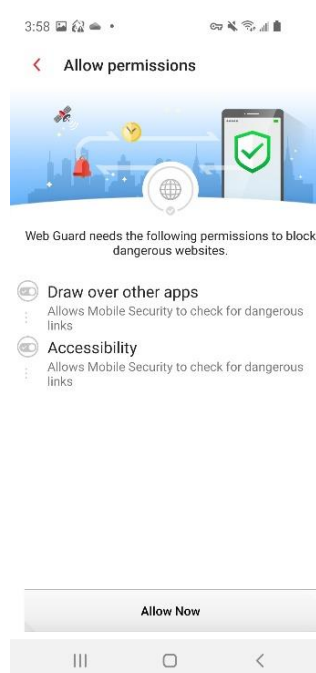 3:58
Allow permissions
Web Guard needs the following permissions to block
dangerous websites.
Draw over other apps
Allows Mobile Security to check for dangerous
links
Accessibility
Allows Mobile Security to check for dangerous
links
Allow Now